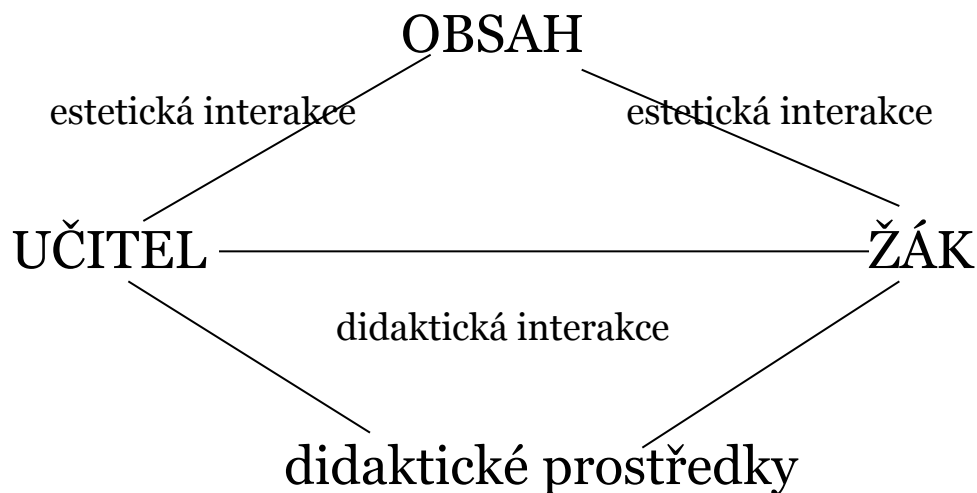 OBSAH
estetická interakce estetická interakce
UČITEL ŽÁK
didaktická interakce
didaktické prostředky